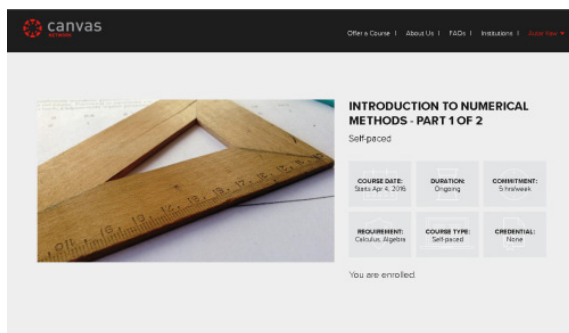 canvas
NETWORK
Offer a Course | About Us | FAQs | Institutions |
INTRODUCTION TO NUMERICAL
METHODS - PART 1 OF 2
Self-paced
COURSE DATE:
Starts Apr 4, 2016
DURATION:
Ongoing
COMMITMENT:
5 hrs/week
REQUIREMENT:
Calculus, Algebra
COURSE TYPE:
Self-paced
CREDENTIAL:
None
You are enrolled.